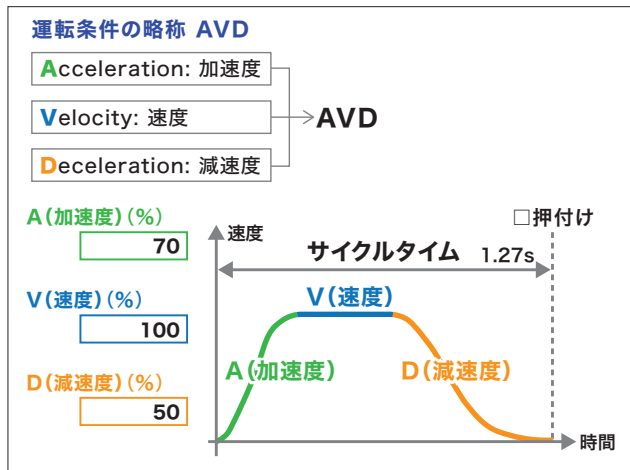 運転条件の略称 AVD
Acceleration: 加速度
Velocity: 速度
Deceleration: 減速度
AVD
A(加速度)(%)
70
V(速度)(%)
100
D(減速度)(%)
50
速度
□押付け
サイクルタイム 1.27s
V(速度)
A(加速度)
D(減速度)
時間